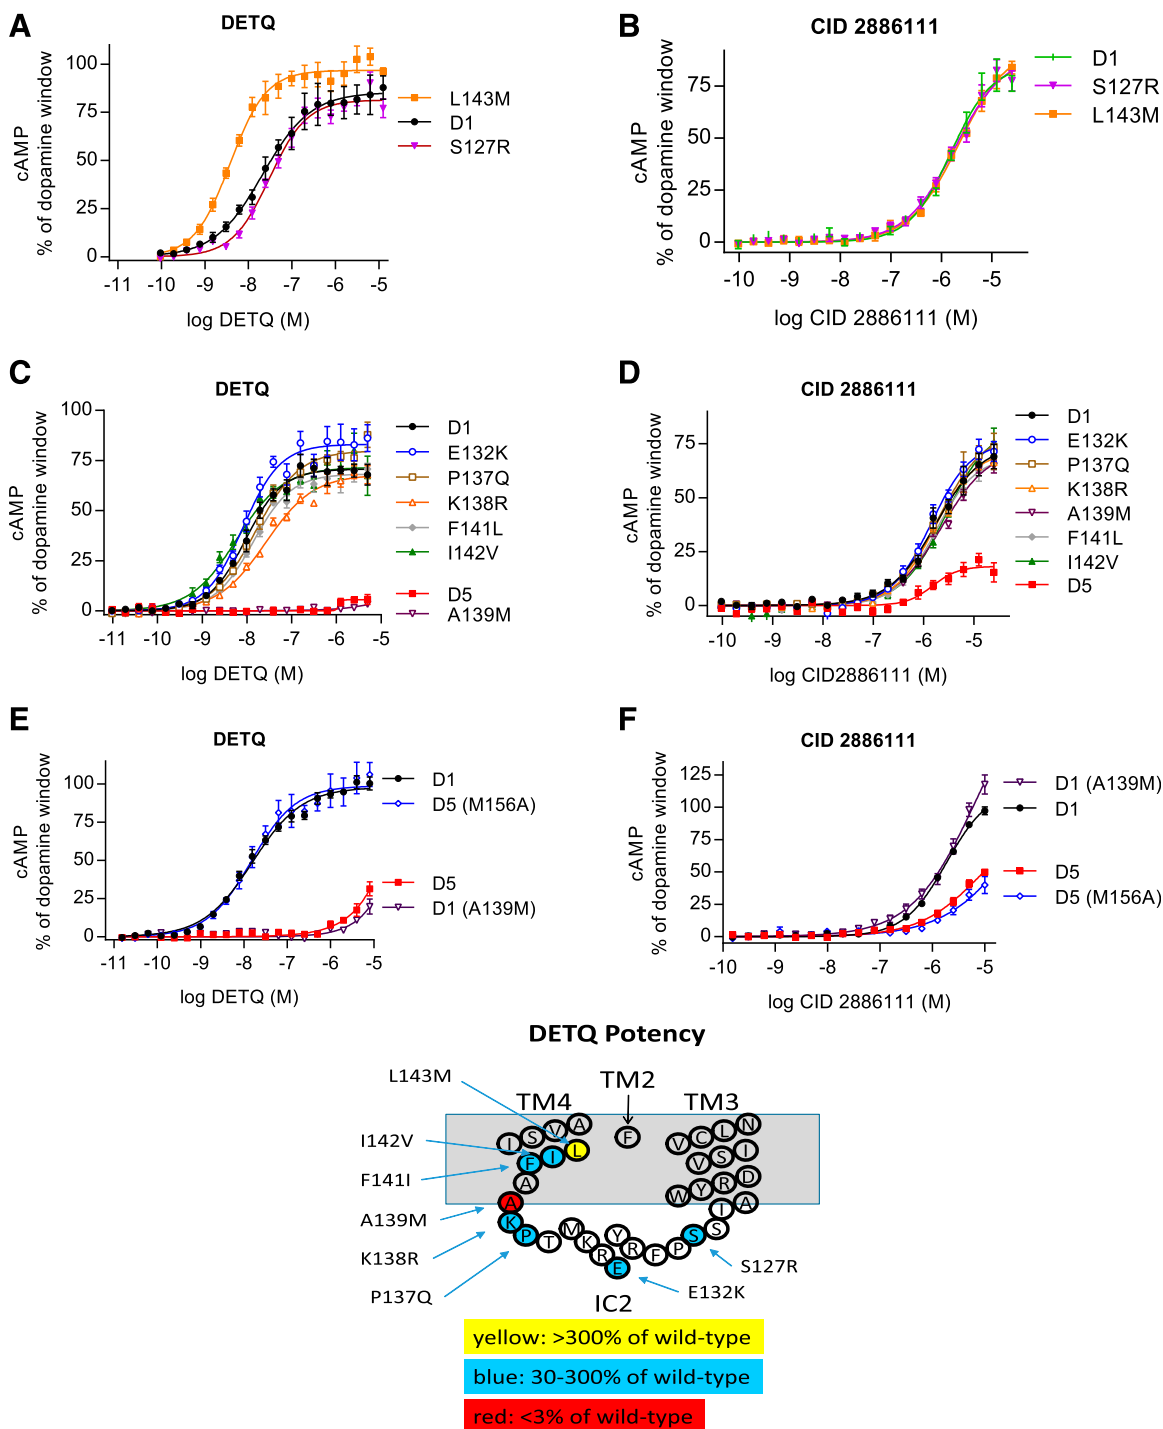 A
DETQ
cAMP
% of dopamine window
100
75
50
25
0
-11
-10
-9
-8
-7
-6
-5
log DETQ (M)
L143M
D1
S127R
B
CID 2886111
cAMP
% of dopamine window
75
50
25
0
-10
-9
-8
-7
-6
-5
log CID 2886111 (M)
D1
S127R
L143M
C
DETQ
cAMP
% of dopamine window
100
75
50
25
0
-11
-10
-9
-8
-7
-6
-5
log DETQ (M)
D1
E132K
P137Q
K138R
F141L
I142V
D5
A139M
D
CID 2886111
cAMP
% of dopamine window
75
50
25
0
-10
-9
-8
-7
-6
-5
log CID2886111 (M)
D1
E132K
P137Q
K138R
A139M
F141L
I142V
D5
E
DETQ
cAMP
% of dopamine window
100
75
50
25
0
-11
-10
-9
-8
-7
-6
-5
log DETQ (M)
D1
D5 (M156A)
D5
D1 (A139M)
F
CID 2886111
cAMP
% of dopamine window
125
100
75
50
25
0
-10
-9
-8
-7
-6
-5
log CID 2886111 (M)
D1 (A139M)
D1
D5
D5 (M156A)
DETQ Potency
L143M
TM2
TM4
TM3
I142V
F141I
A139M
K138R
P137Q
I S V A
F I L
A
A
K
P T M K R E Y R F P S S I A
F
V C L N
V S I
W Y R D
S127R
E132K
IC2
yellow: >300% of wild-type
blue: 30-300% of wild-type
red: <3% of wild-type